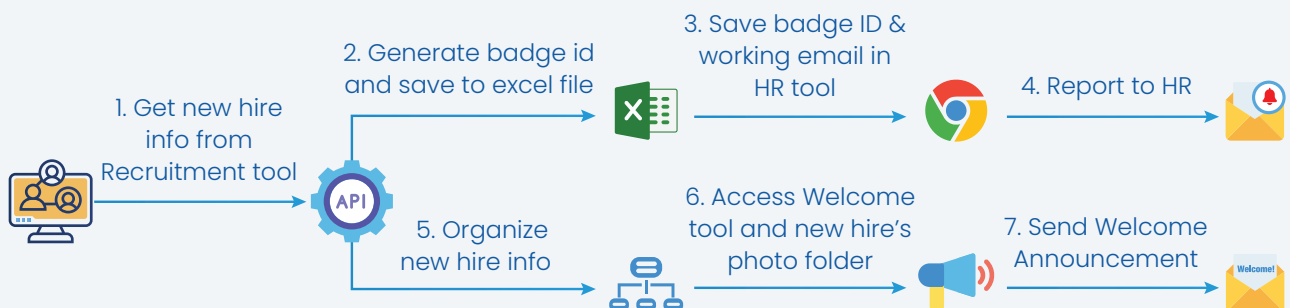 1. Get new hire
info from
Recruitment tool
API
2. Generate badge id
and save to excel file
X
3. Save badge ID &
working email in
HR tool
4. Report to HR
5. Organize
new hire info
6. Access Welcome
tool and new hire’s
photo folder
7. Send Welcome
Announcement
Welcome!